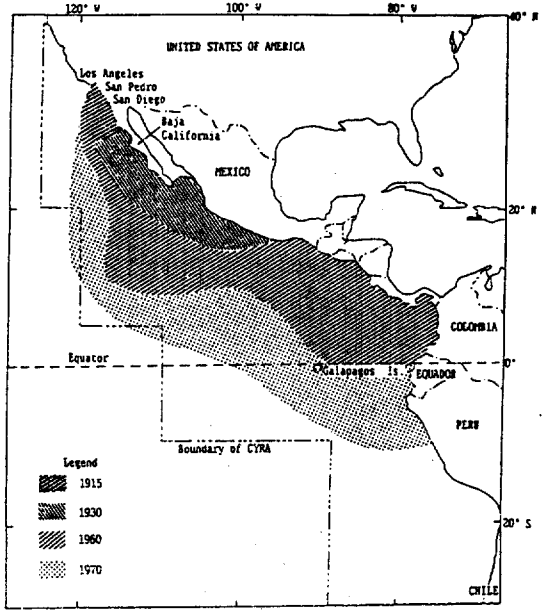 120° W 100° W 80° W 40° N
UNITED STATES OF AMERICA
Los Angeles
San Pedro
San Diego
Baja
California
MEXICO
20° N
COLOMBIA
Equator
0°
Galapagos Is.
EQUADOR
PERU
Boundary of CYRA
Legend
1915
1930
1960
1970
20° S
CHILE